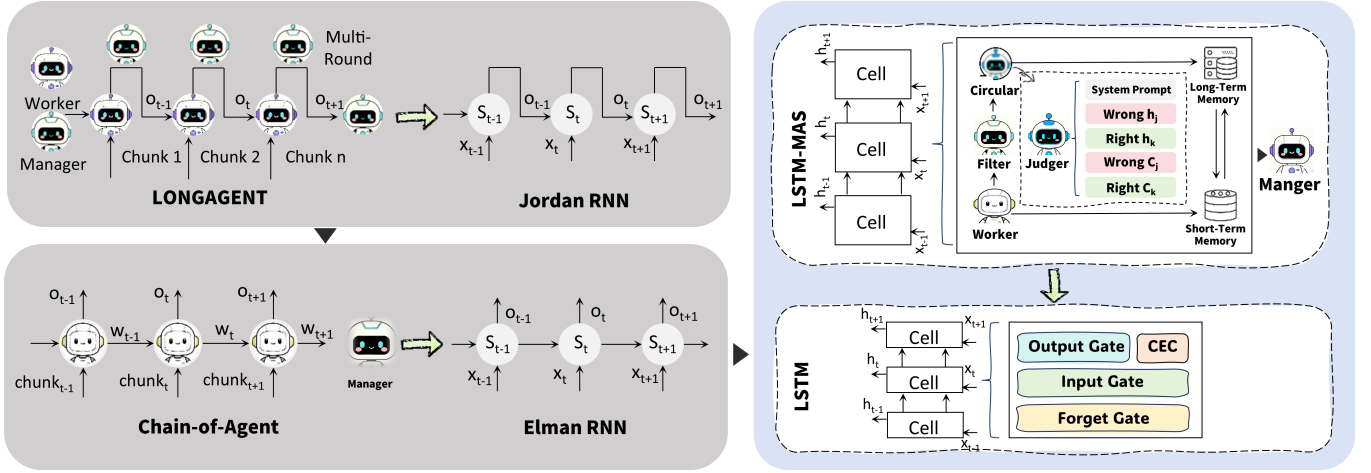 Multi-
Round
Worker
Manager
O_{t-1}
O_t
O_{t+1}
Chunk 1
Chunk 2
Chunk n
LONGAGENT
S_{t-1}
S_t
S_{t+1}
O_{t-1}
O_t
O_{t+1}
X_{t-1}
X_t
X_{t+1}
Jordan RNN
O_{t-1}
O_t
O_{t+1}
W_{t-1}
W_t
W_{t+1}
chunk_{t-1}
chunk_t
chunk_{t+1}
Manager
Chain-of-Agent
O_{t-1}
O_t
O_{t+1}
S_{t-1}
S_t
S_{t+1}
X_{t-1}
X_t
X_{t+1}
Elman RNN
LSTM-MAS
h_{t+1}
Cell
X_{t+1}
h_t
Cell
X_t
h_{t-1}
Cell
X_{t-1}
Circular
Filter
Worker
Judger
System Prompt
Wrong h_j
Right h_k
Wrong C_j
Right C_k
Long-Term
Memory
Short-Term
Memory
Manger
LSTM
h_{t+1}
Cell
X_{t+1}
h_t
Cell
X_t
h_{t-1}
Cell
X_{t-1}
Output Gate
CEC
Input Gate
Forget Gate